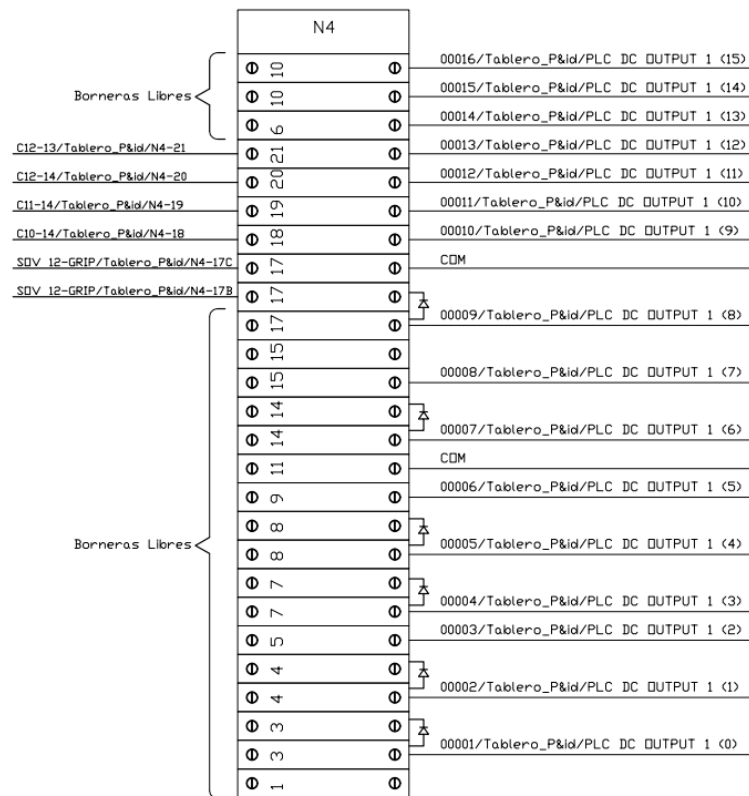 N4
10 00016/Tablero_P&id/PLC DC OUTPUT 1 (15)
Borneras Libres
10 00015/Tablero_P&id/PLC DC OUTPUT 1 (14)
6 00014/Tablero_P&id/PLC DC OUTPUT 1 (13)
C12-13/Tablero_P&id/N4-21 21 00013/Tablero_P&id/PLC DC OUTPUT 1 (12)
C12-14/Tablero_P&id/N4-20 20 00012/Tablero_P&id/PLC DC OUTPUT 1 (11)
C11-14/Tablero_P&id/N4-19 19 00011/Tablero_P&id/PLC DC OUTPUT 1 (10)
C10-14/Tablero_P&id/N4-18 18 00010/Tablero_P&id/PLC DC OUTPUT 1 (9)
SOV 12-GRIP/Tablero_P&id/N4-17C 17 COM
SOV 12-GRIP/Tablero_P&id/N4-17B 17
17 00009/Tablero_P&id/PLC DC OUTPUT 1 (8)
15
15 00008/Tablero_P&id/PLC DC OUTPUT 1 (7)
14
14 00007/Tablero_P&id/PLC DC OUTPUT 1 (6)
11 COM
9 00006/Tablero_P&id/PLC DC OUTPUT 1 (5)
8
Borneras Libres
8 00005/Tablero_P&id/PLC DC OUTPUT 1 (4)
7
7 00004/Tablero_P&id/PLC DC OUTPUT 1 (3)
5 00003/Tablero_P&id/PLC DC OUTPUT 1 (2)
4
4 00002/Tablero_P&id/PLC DC OUTPUT 1 (1)
3
3 00001/Tablero_P&id/PLC DC OUTPUT 1 (0)
1